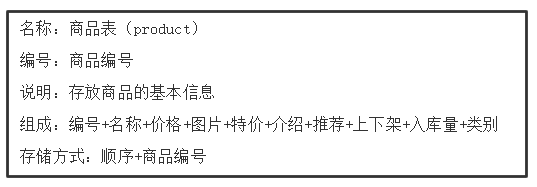 名称：商品表（product）
编号：商品编号
说明：存放商品的基本信息
组成：编号+名称+价格+图片+特价+介绍+推荐+上下架+入库量+类别
存储方式：顺序+商品编号